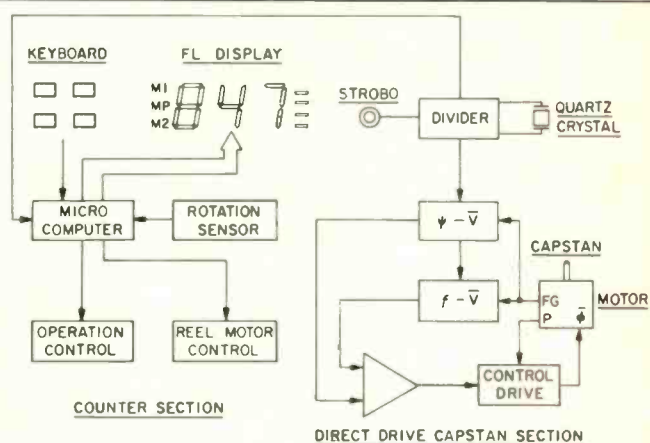 KEYBOARD
FL DISPLAY
M1
MP
M2
847
STROBO
DIVIDER
QUARTZ
CRYSTAL
MICRO
COMPUTER
ROTATION
SENSOR
ψ - V̅
f - V̅
CAPSTAN
FG
P
ϕ̅
MOTOR
OPERATION
CONTROL
REEL MOTOR
CONTROL
CONTROL
DRIVE
COUNTER SECTION
DIRECT DRIVE CAPSTAN SECTION